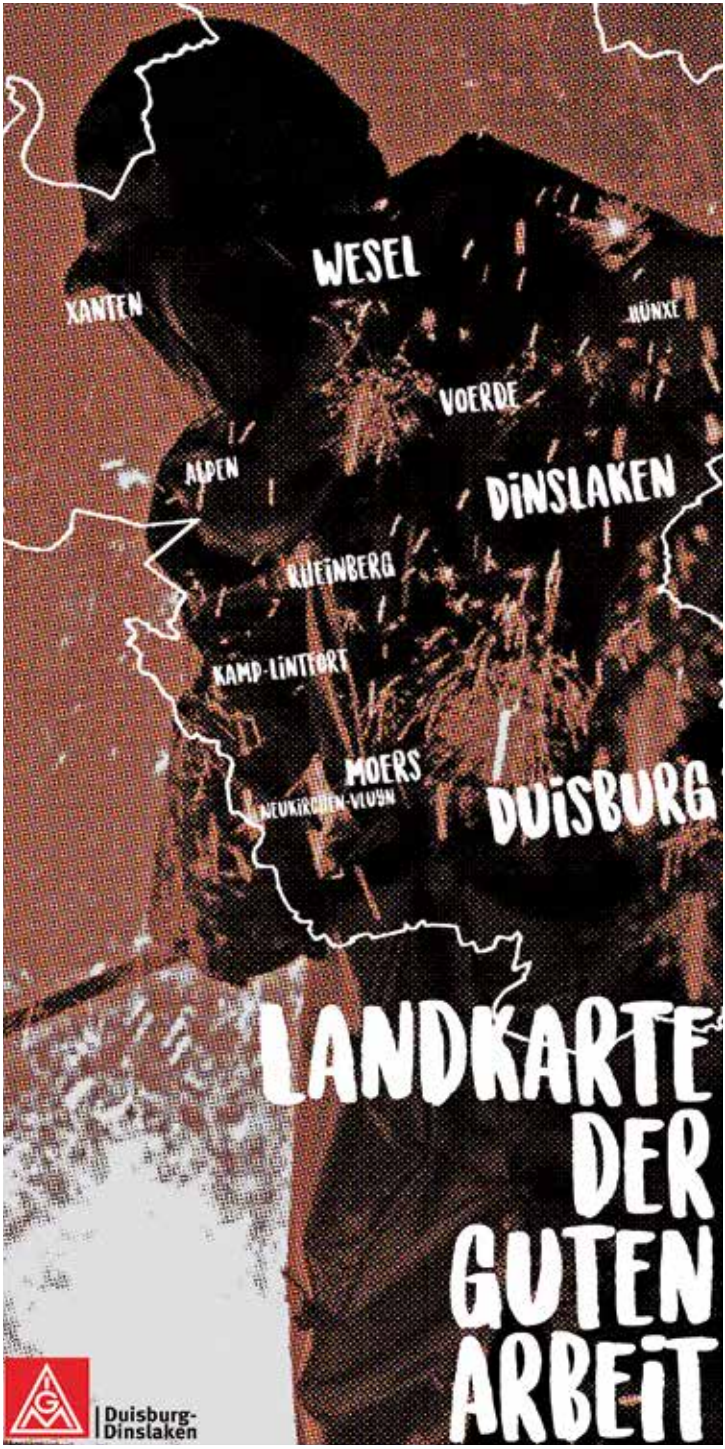 WESEL
XANTEN
HÜNXE
VOERDE
ALPEN
DiNSLAKEN
RHEiNBERG
KAMP-LiNTFORT
MOERS
NEUKiRCHEN-VLUYN
DUiSBURG
LANDKARTE
DER
GUTEN
ARBEiT
IGM
Duisburg-
Dinslaken